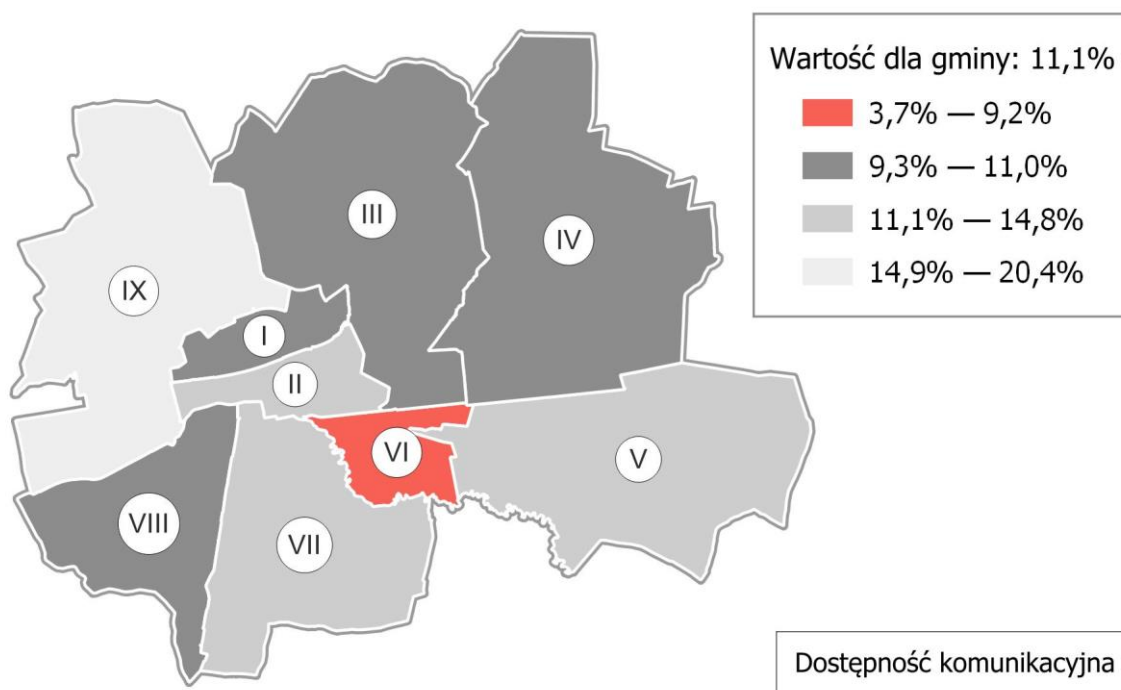 Wartość dla gminy: 11,1%
3,7% — 9,2%
9,3% — 11,0%
11,1% — 14,8%
14,9% — 20,4%
III
IV
IX
I
II
VI
V
VIII
VII
Dostępność komunikacyjna